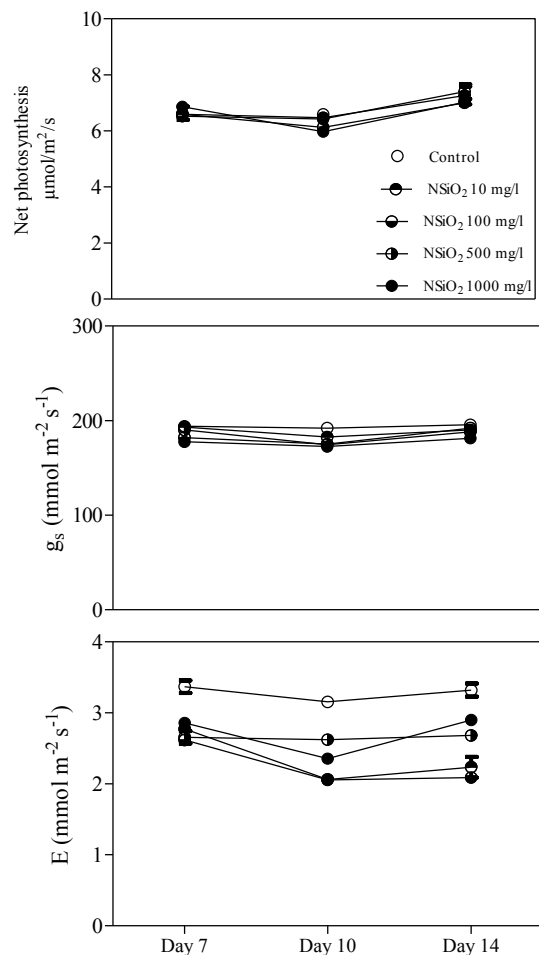 Net photosynthesis
µmol/m²/s
10
8
6
4
2
0
Control
NSiO₂ 10 mg/l
NSiO₂ 100 mg/l
NSiO₂ 500 mg/l
NSiO₂ 1000 mg/l
gₛ (mmol m⁻² s⁻¹)
300
200
100
0
E (mmol m⁻² s⁻¹)
4
3
2
1
0
Day 7
Day 10
Day 14